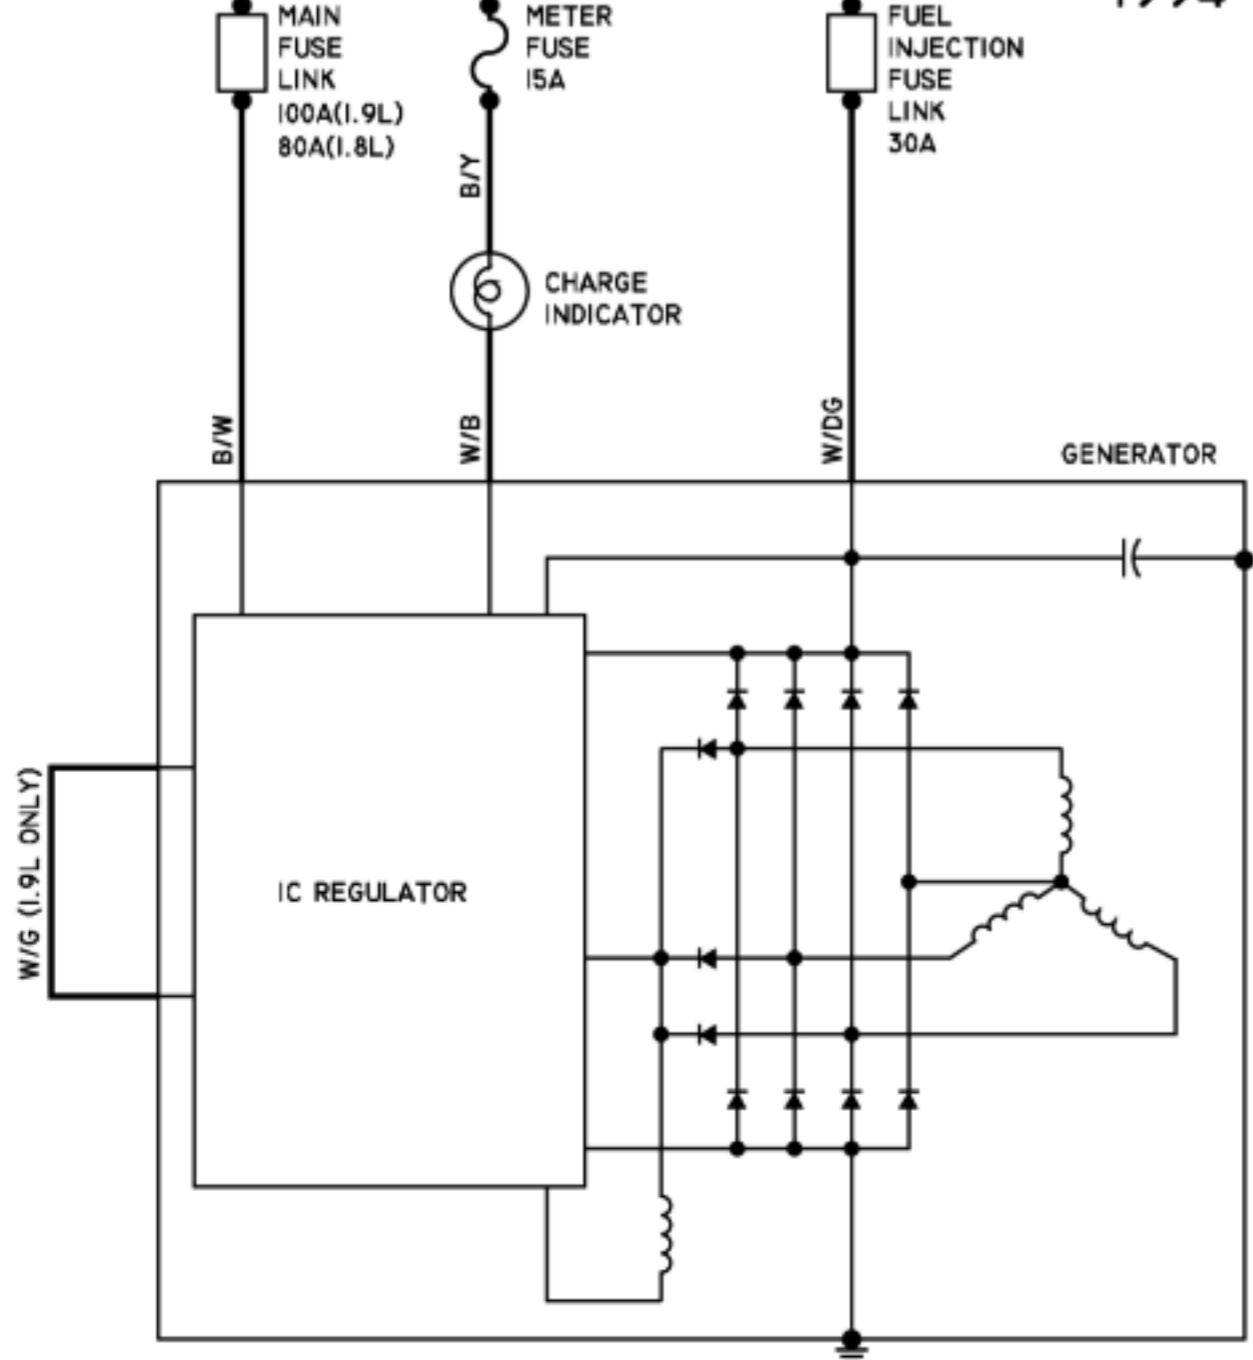 MAIN
FUSE
LINK
100A(1.9L)
80A(1.8L)
METER
FUSE
15A
FUEL
INJECTION
FUSE
LINK
30A
B/Y
CHARGE
INDICATOR
B/W
W/B
W/DG
GENERATOR
W/G (1.9L ONLY)
IC REGULATOR